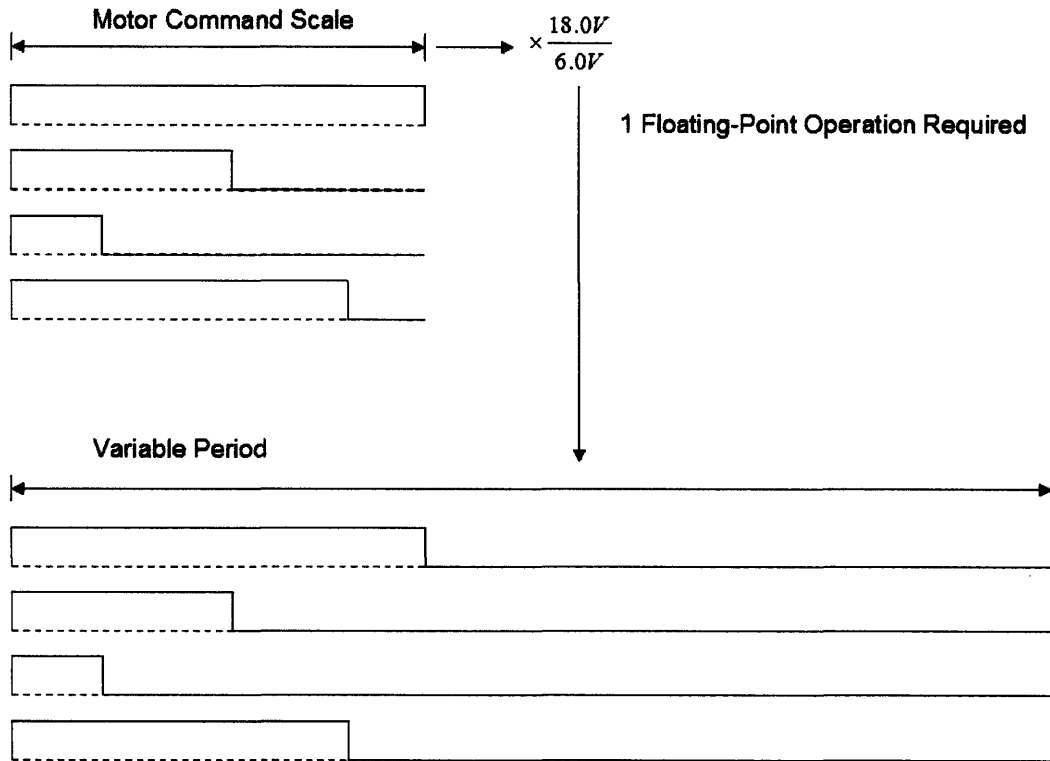 Motor Command Scale
× 18.0V / 6.0V
1 Floating-Point Operation Required
Variable Period